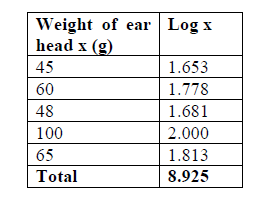 Weight of ear Log x
head x (g)
45 1.653
60 1.778
48 1.681
100 2.000
65 1.813
Total 8.925